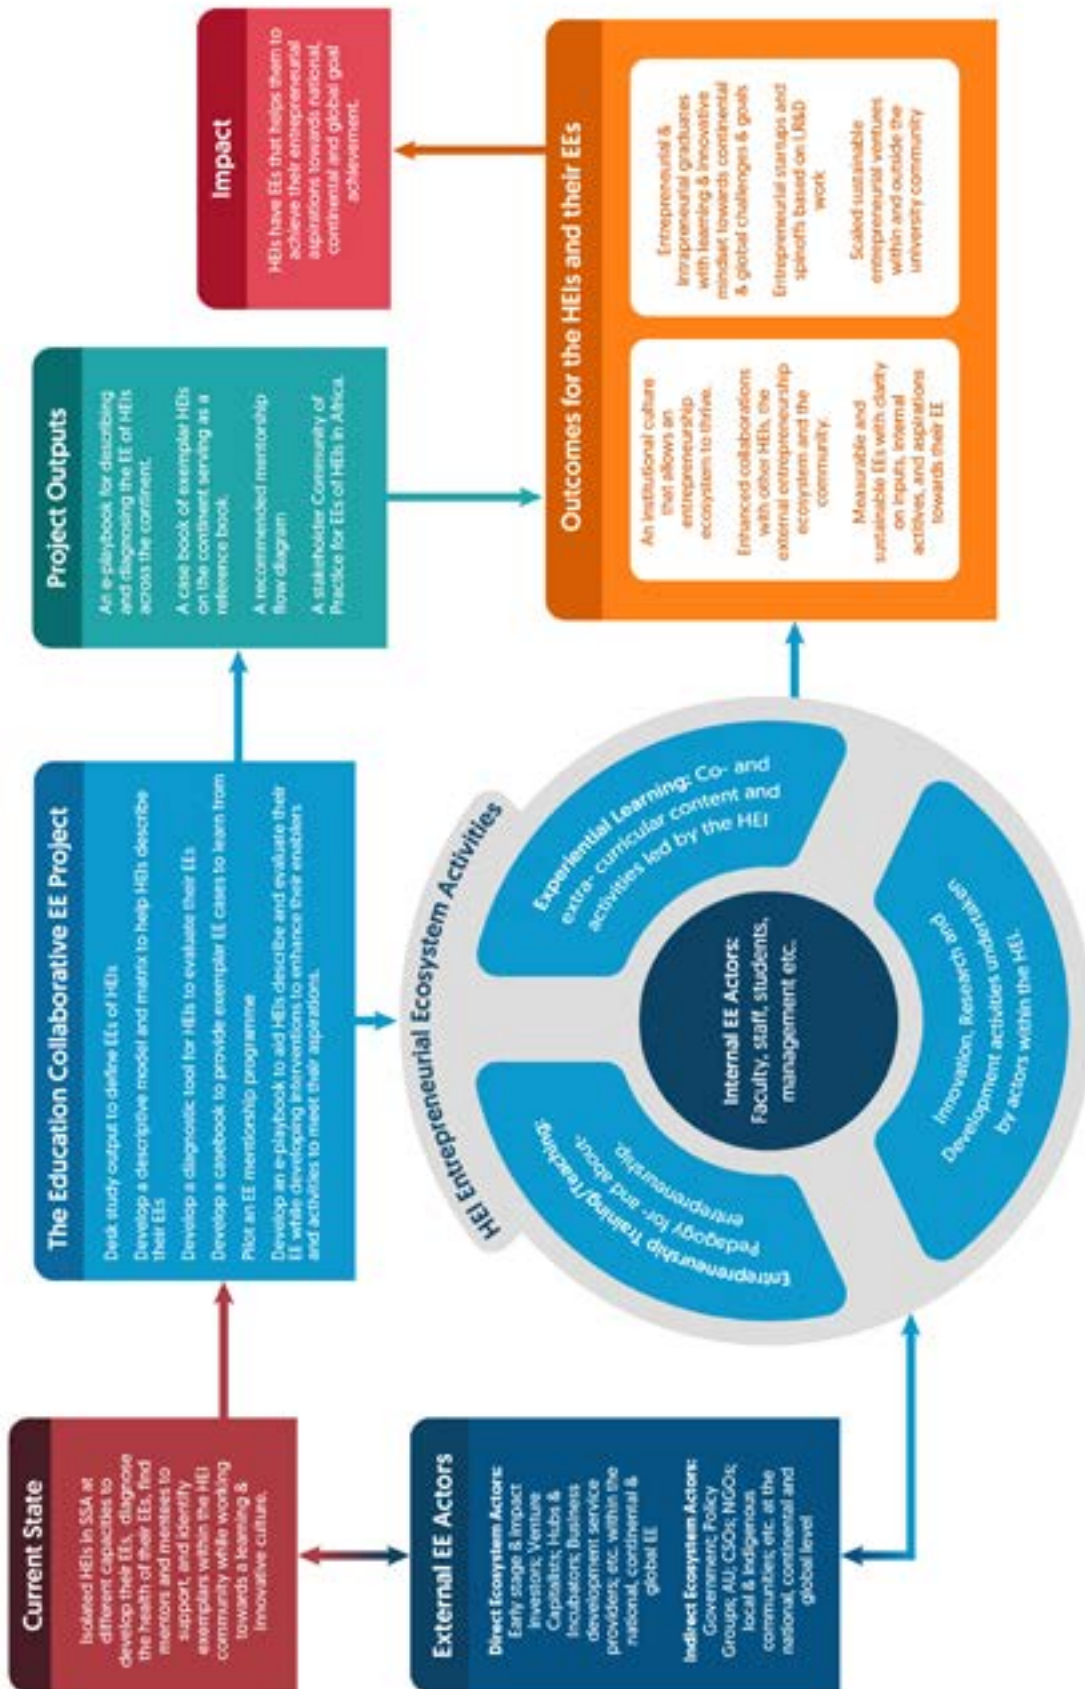 Current State
Isolated HEIs in SSA at
different capacities to
develop their EEs, diagnose
the health of their EEs, find
mentors and mentees to
support, and identify
exemplars within the HEI
community while working
towards a learning &
Innovative culture.
External EE Actors
Direct Ecosystem Actors:
Early stage & Impact
Investors; Venture
Capitalists; Hubs &
Incubators; Business
development service
providers; etc. within the
national, continental &
global EE
Indirect Ecosystem Actors:
Government; Policy
Groups; AU; CSOs; NGOs;
local & Indigenous
communities; etc. at the
national, continental and
global level
The Education Collaborative EE Project
Desk study output to define EEs of HEIs
Develop a descriptive model and matrix to help HEIs describe
their EEs
Develop a diagnostic tool for HEIs to evaluate their EEs
Develop a casebook to provide exemplar EE cases to learn from
Pilot an EE mentorship programme
Develop an e-playbook to aid HEIs describe and evaluate their
EE while developing interventions to enhance their enablers
and activities to meet their aspirations.
HEI Entrepreneurial Ecosystem Activities
Entrepreneurship Training/Teaching:
Pedagogy for- and about-
entrepreneurship.
Experiential Learning: Co- and
extra- curricular content and
activities led by the HEI
Internal EE Actors:
Faculty, staff, students,
management etc.
Innovation, Research and
Development activities undertaken
by actors within the HEI.
Project Outputs
An e-playbook for describing
and diagnosing the EE of HEIs
across the continent.
A case book of exemplar HEIs
on the continent serving as a
reference book.
A recommended mentorship
flow diagram
A stakeholder Community of
Practice for EEs of HEIs in Africa.
Impact
HEIs have EEs that helps them to
achieve their entrepreneurial
aspirations towards national,
continental and global goal
achievement.
Outcomes for the HEIs and their EEs
An institutional culture
that allows an
entrepreneurship
ecosystem to thrive.
Enhanced collaborations
with other HEIs, the
external entrepreneurship
ecosystem and the
community.
Measurable and
sustainable EEs with clarity
on inputs, internal
activities, and aspirations
towards their EE
Entrepreneurial &
Intrapreneurial graduates
with learning & innovative
mindset towards continental
& global challenges & goals
Entrepreneurial startups and
spinoffs based on I,R&D
work
Scaled sustainable
entrepreneurial ventures
within and outside the
university community